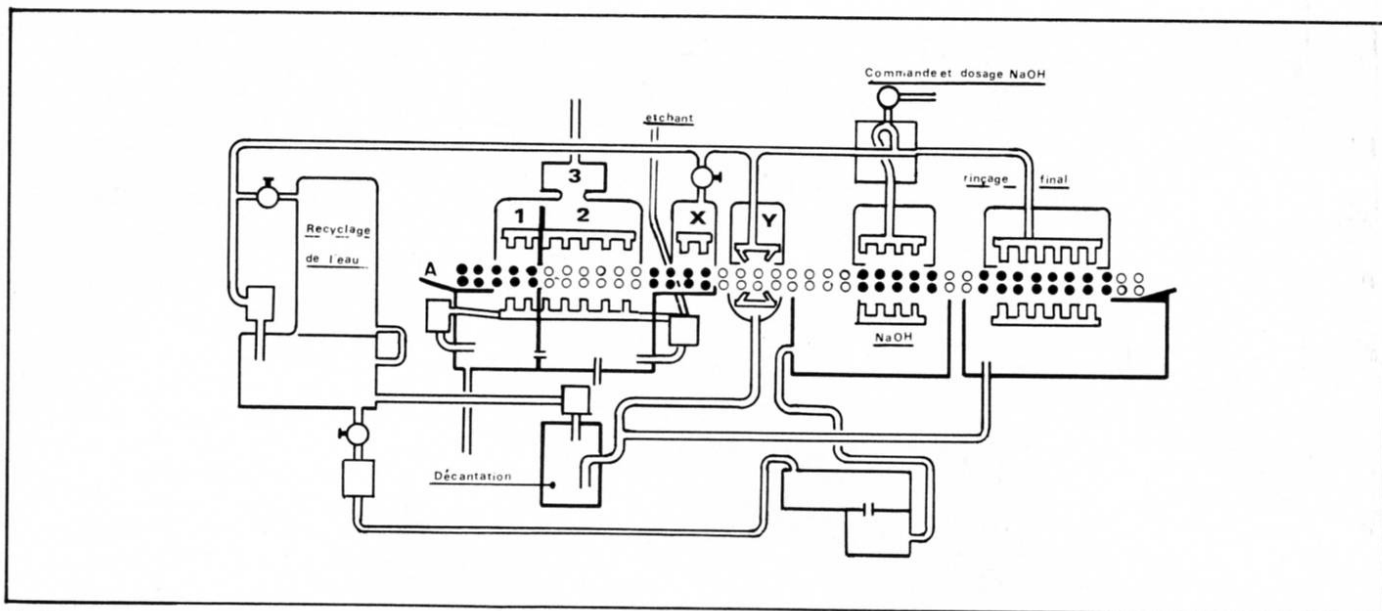 Commande et dosage NaOH
etchant
3
rinçage final
1 2 X Y
Recyclage
de l'eau
A
NaOH
Décantation